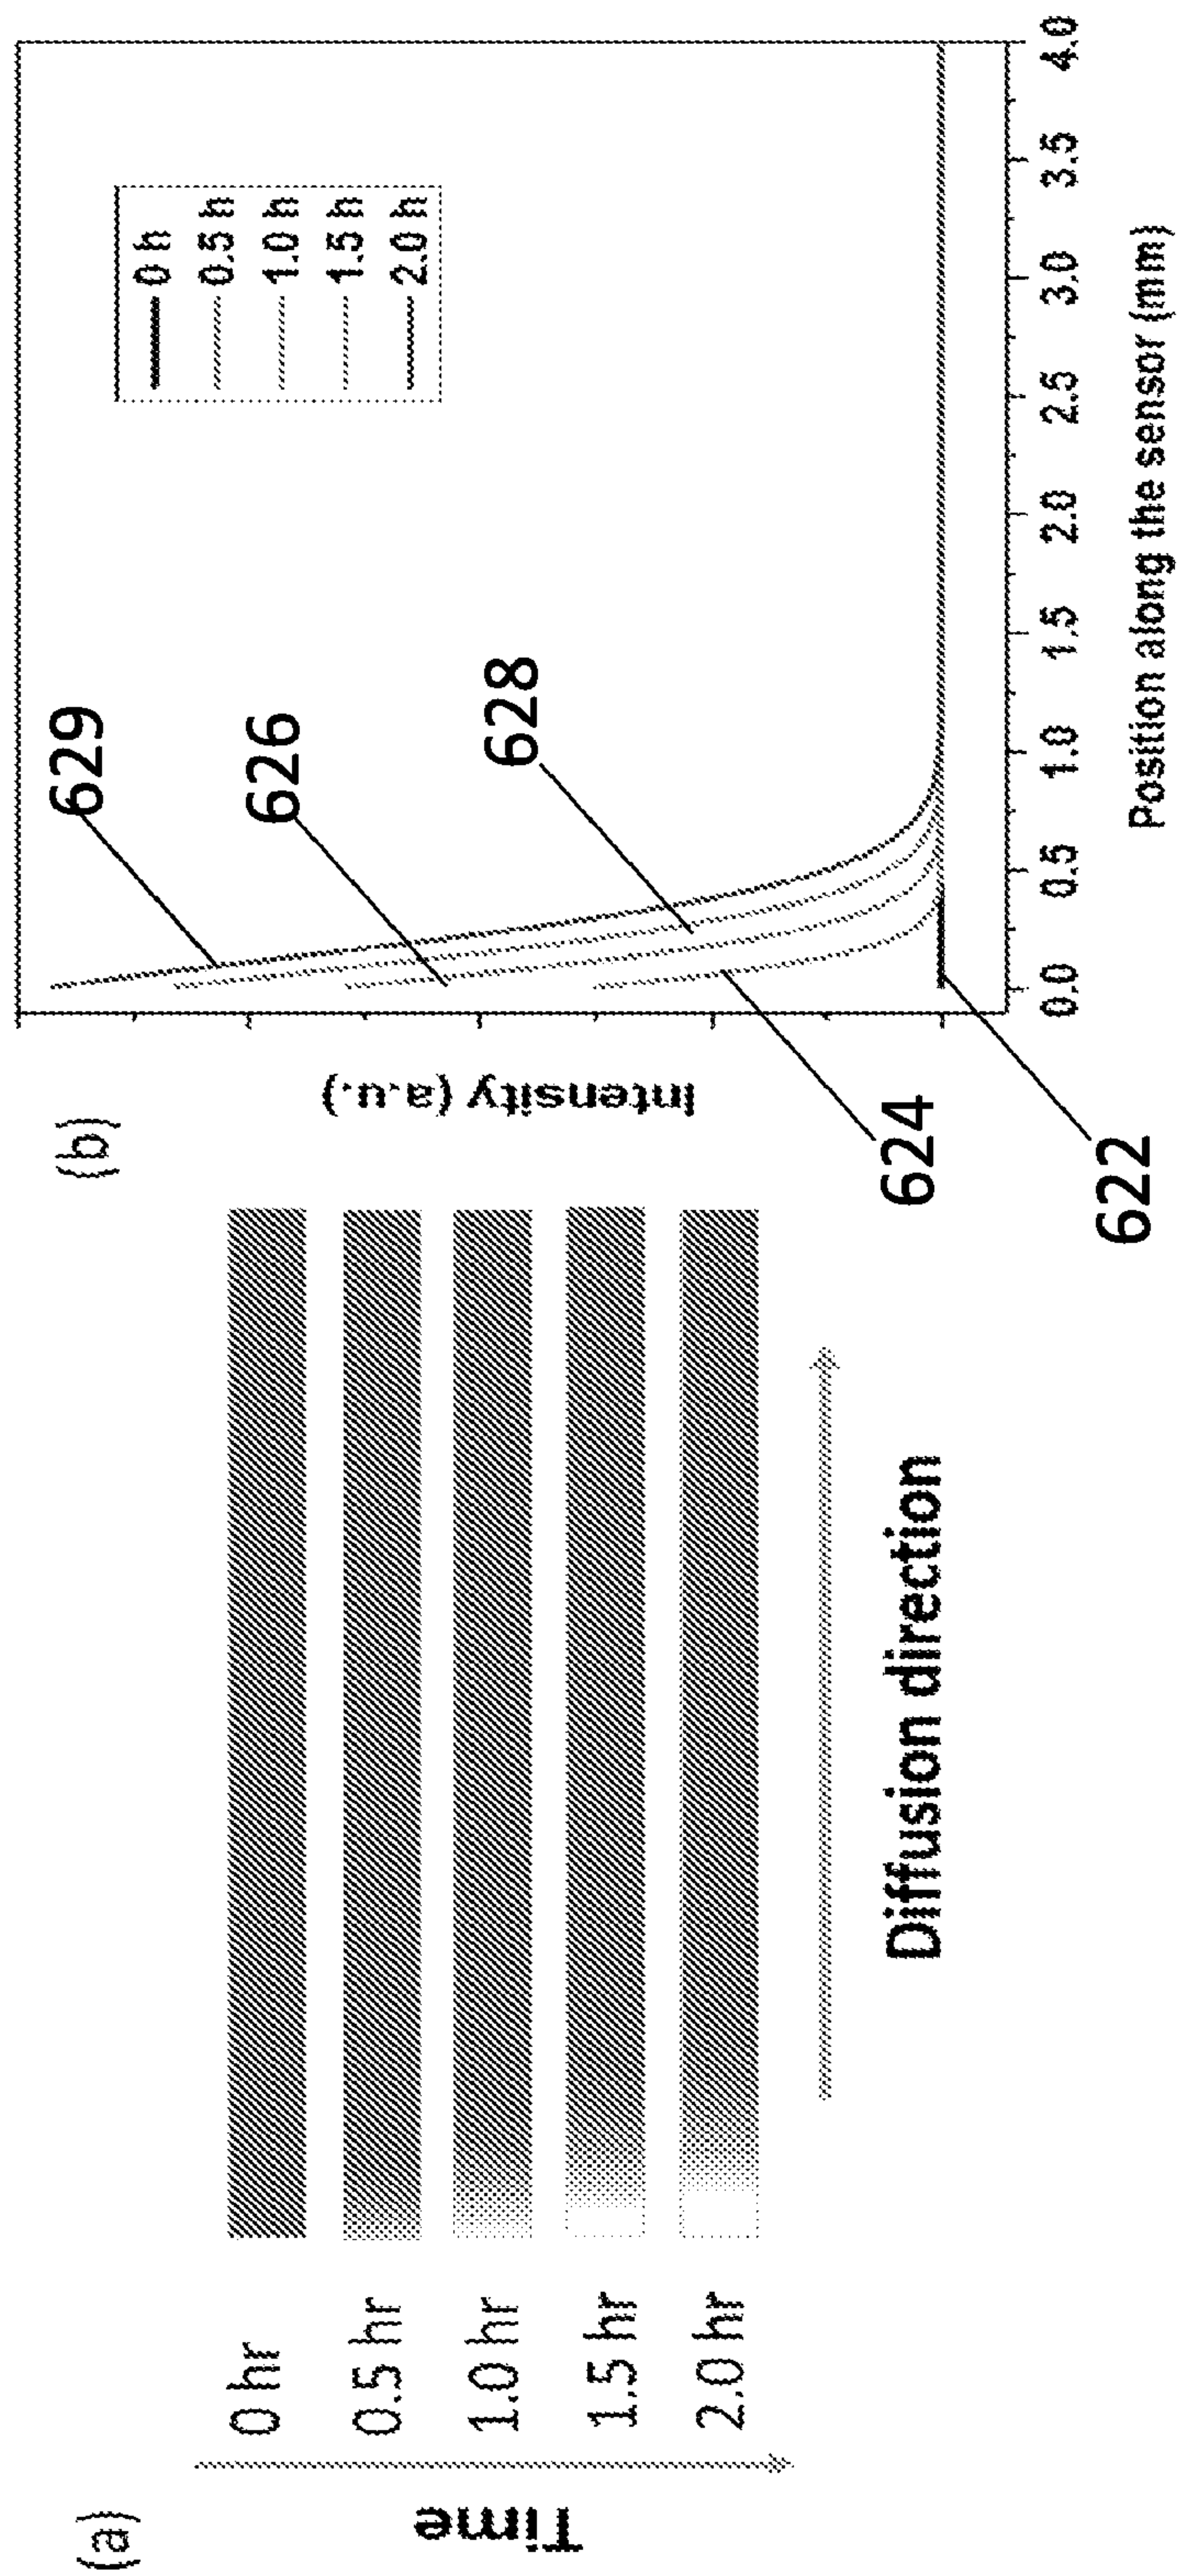 (a)
Time
0 hr
0.5 hr
1.0 hr
1.5 hr
2.0 hr
Diffusion direction
(b)
Intensity (a.u.)
629
626
628
624
622
0 h
0.5 h
1.0 h
1.5 h
2.0 h
0.0 0.5 1.0 1.5 2.0 2.5 3.0 3.5 4.0
Position along the sensor (mm)